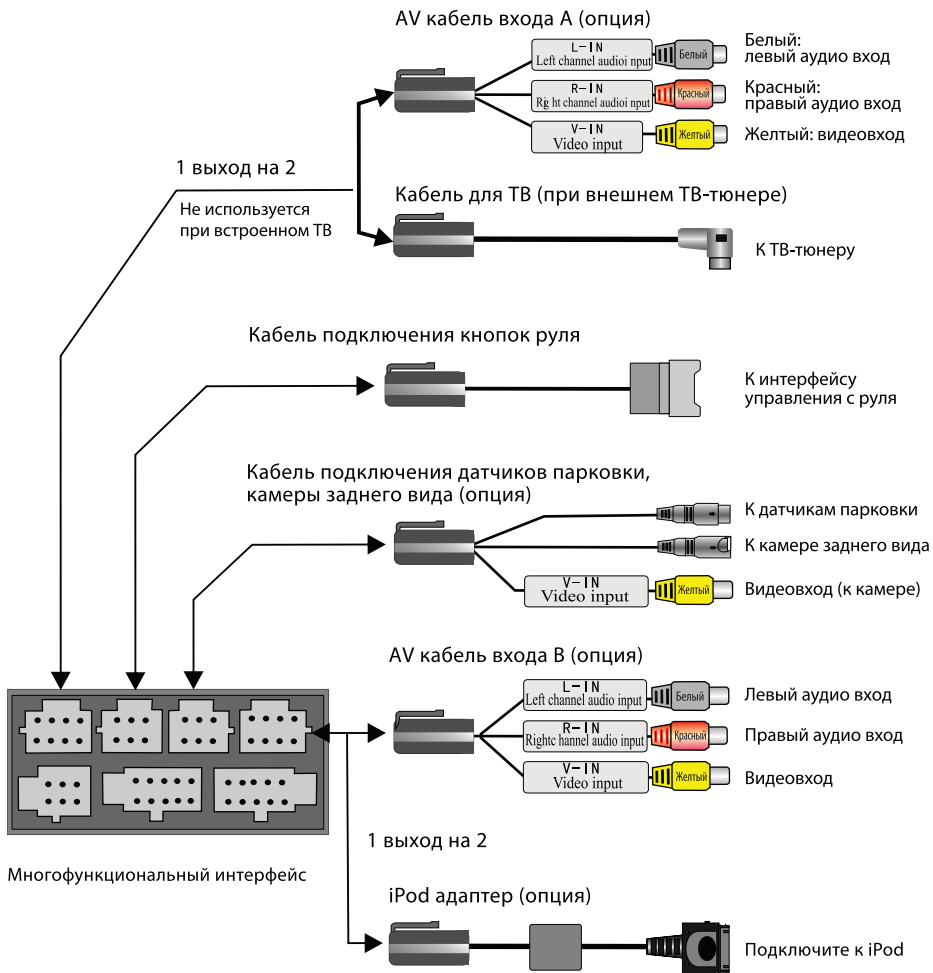 AV кабель входа A (опция)
L-IN
Left channel audioi nput
Белый
Белый:
левый аудио вход
R-IN
Rig ht channel audioi nput
Красный
Красный:
правый аудио вход
V-IN
Video input
Желтый
Желтый: видеовход
1 выход на 2
Не используется
при встроенном ТВ
Кабель для ТВ (при внешнем ТВ-тюнере)
К ТВ-тюнеру
Кабель подключения кнопок руля
К интерфейсу
управления с руля
Кабель подключения датчиков парковки,
камеры заднего вида (опция)
К датчикам парковки
К камере заднего вида
V-IN
Video input
Желтый
Видеовход (к камере)
AV кабель входа B (опция)
L-IN
Left channel audio input
Белый
Левый аудио вход
R-IN
Rightc hannel audio input
Красный
Правый аудио вход
V-IN
Video input
Желтый
Видеовход
1 выход на 2
Многофункциональный интерфейс
iPod адаптер (опция)
Подключите к iPod